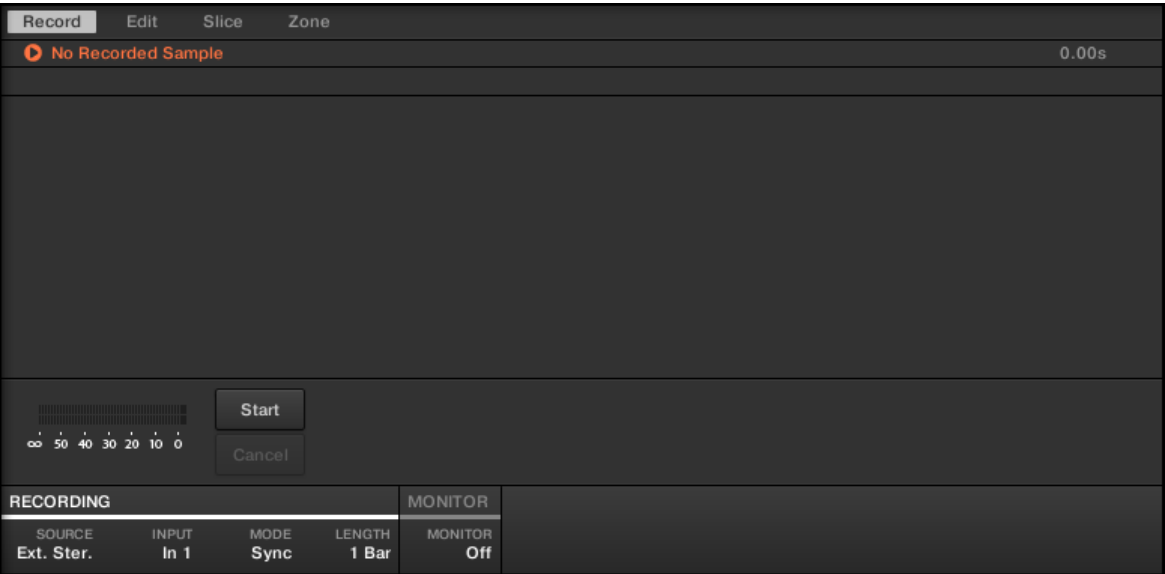 Record Edit Slice Zone
No Recorded Sample 0.00s
Start
∞ 50 40 30 20 10 0
Cancel
RECORDING MONITOR
SOURCE INPUT MODE LENGTH MONITOR
Ext. Ster. In 1 Sync 1 Bar Off